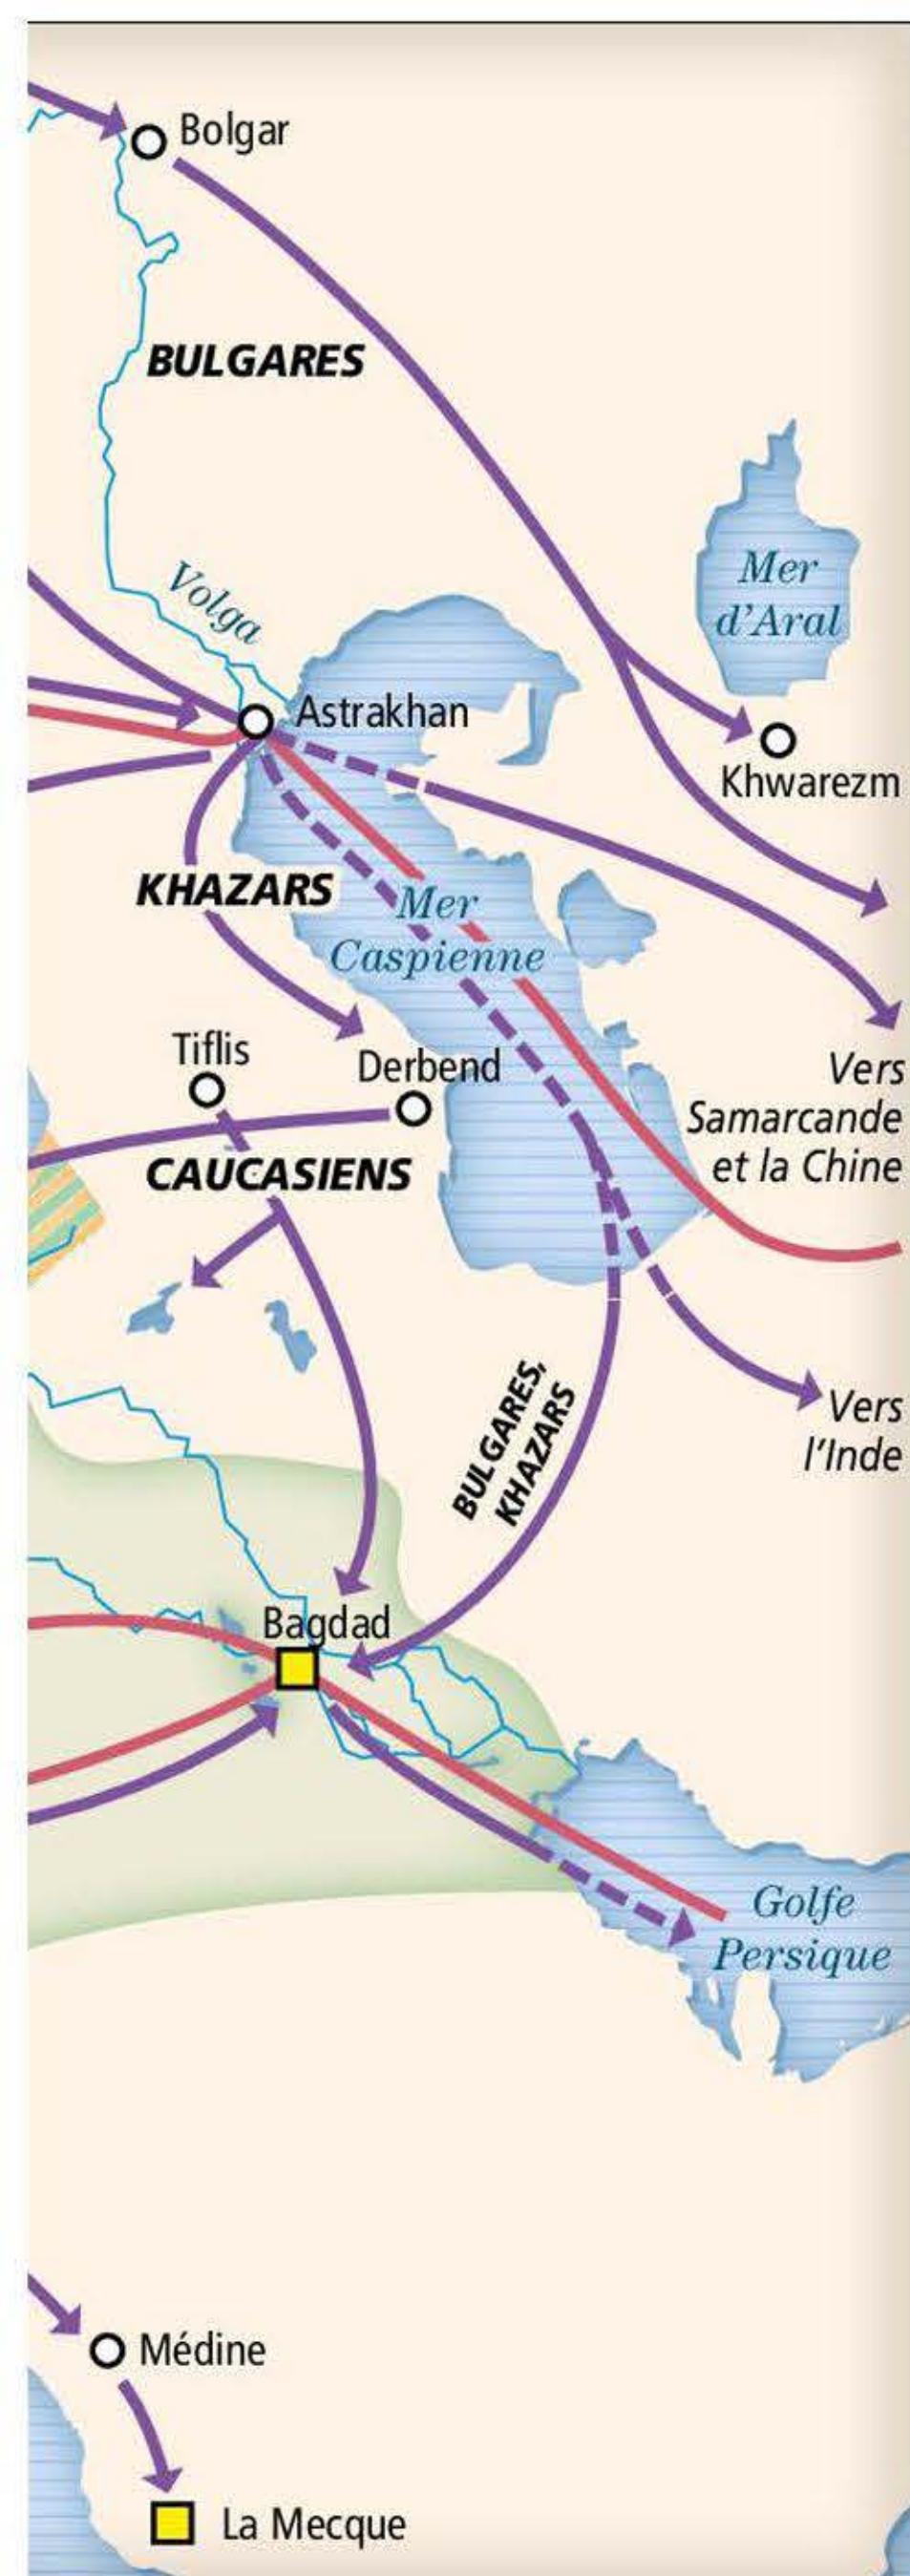 Bolgar
BULGARES
Mer
d'Aral
Volga
Astrakhan
Khwarezm
KHAZARS
Mer
Caspienne
Tiflis
Derbend
Vers
Samarcande
et la Chine
CAUCASIENS
BULGARES,
KHAZARS
Vers
l'Inde
Bagdad
Golfe
Persique
Médine
La Mecque